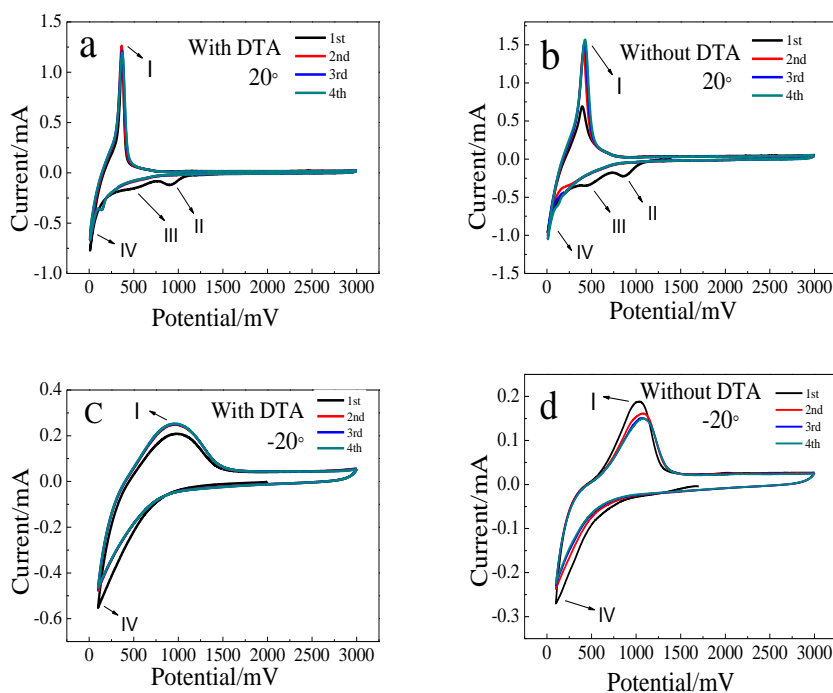 a
With DTA
20°
I
II
III
IV
1st
2nd
3rd
4th
1.5
1.0
0.5
0.0
-0.5
-1.0
Current/mA
0 500 1000 1500 2000 2500 3000
Potential/mV
b
Without DTA
20°
I
II
III
IV
1st
2nd
3rd
4th
1.5
1.0
0.5
0.0
-0.5
-1.0
-1.5
Current/mA
0 500 1000 1500 2000 2500 3000
Potential/mV
C
With DTA
-20°
I
IV
1st
2nd
3rd
4th
0.4
0.2
0.0
-0.2
-0.4
-0.6
Current/mA
0 500 1000 1500 2000 2500 3000
Potential/mV
d
Without DTA
-20°
I
IV
1st
2nd
3rd
4th
0.2
0.1
0.0
-0.1
-0.2
-0.3
Current/mA
0 500 1000 1500 2000 2500 3000
Potential/mV